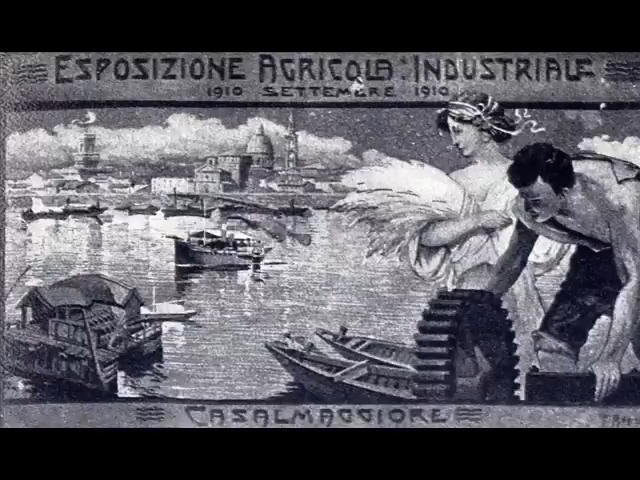 ESPOSIZIONE AGRICOLA INDUSTRIALE
1910 SETTEMBRE 1910
CASALMAGGIORE